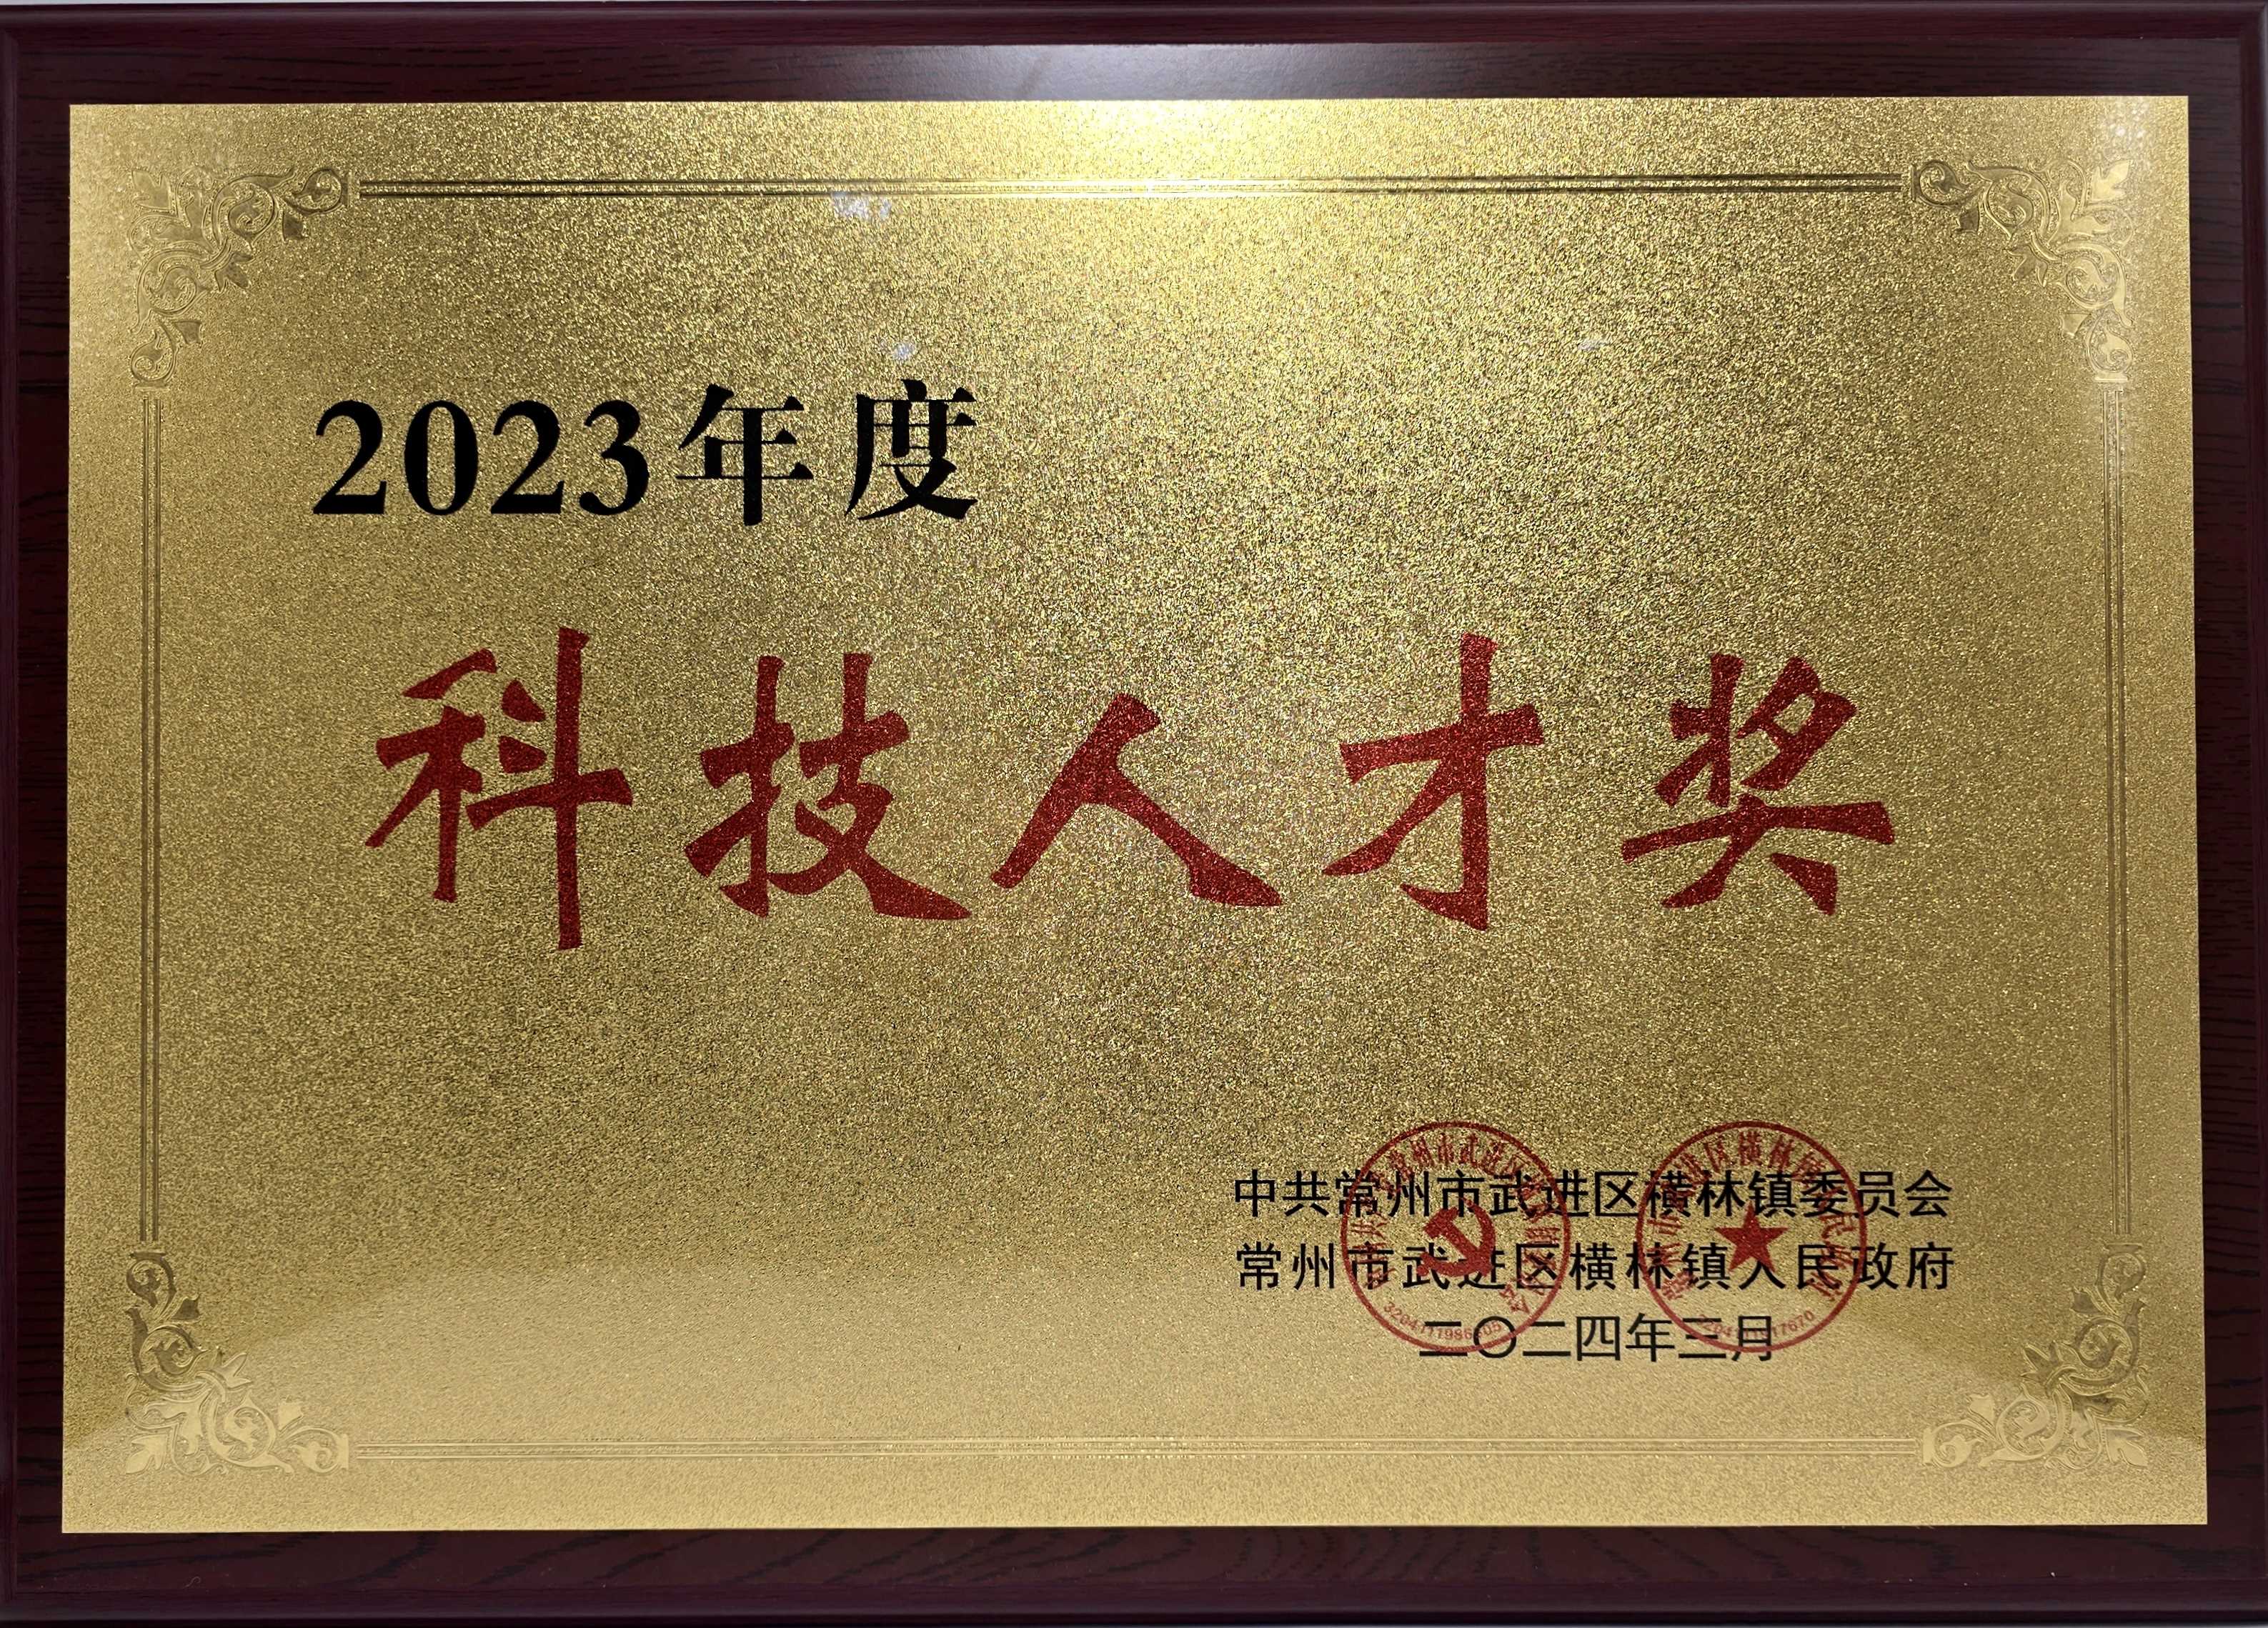 2023年度
科技人才奖
中共常州市武进区横林镇委员会
常州市武进区横林镇人民政府
二〇二四年三月